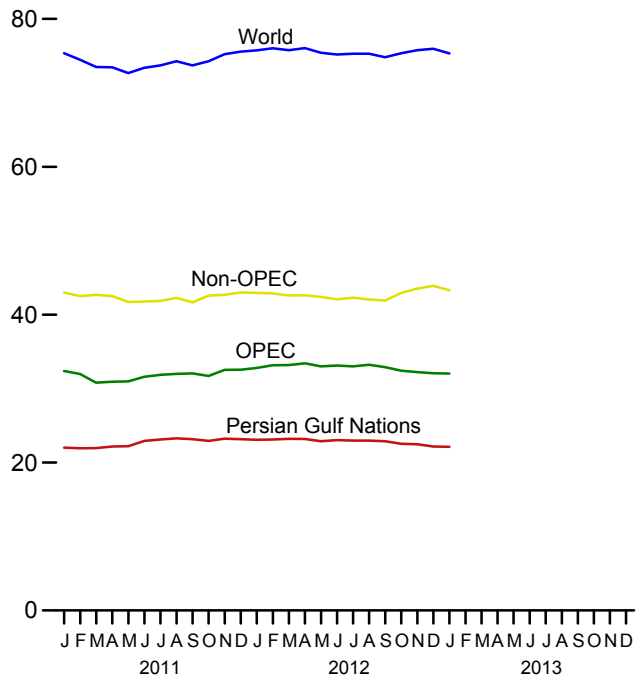 80
World
60
Non-OPEC
40
OPEC
Persian Gulf Nations
20
0
J F M A M J J A S O N D J F M A M J J A S O N D J F M A M J J A S O N D
2011 2012 2013